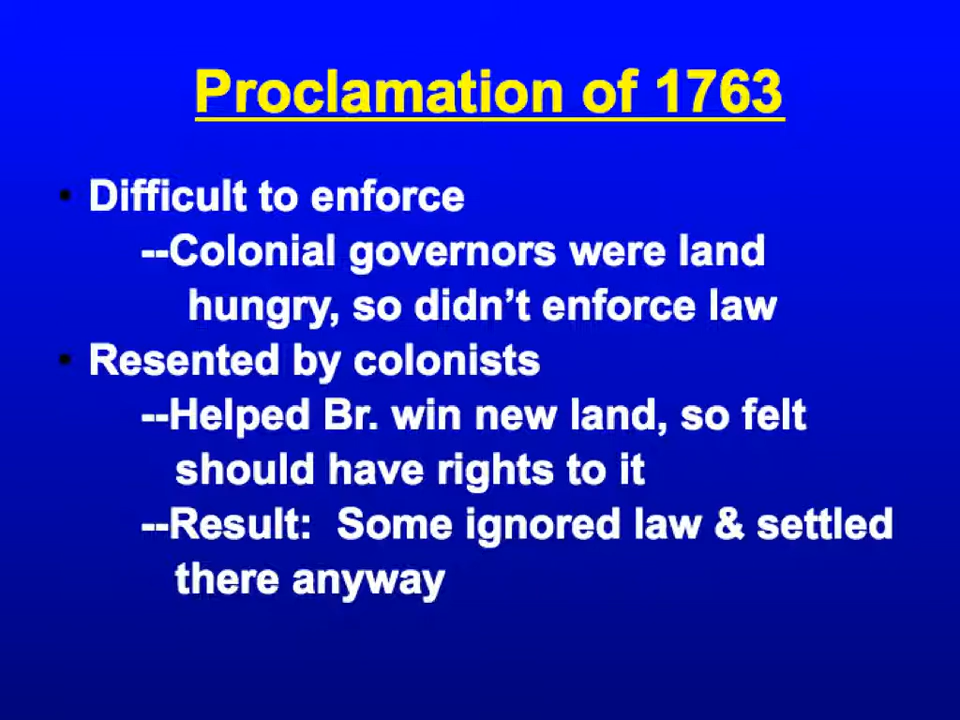 Proclamation of 1763
• Difficult to enforce
--Colonial governors were land
hungry, so didn’t enforce law
• Resented by colonists
--Helped Br. win new land, so felt
should have rights to it
--Result:  Some ignored law & settled
there anyway